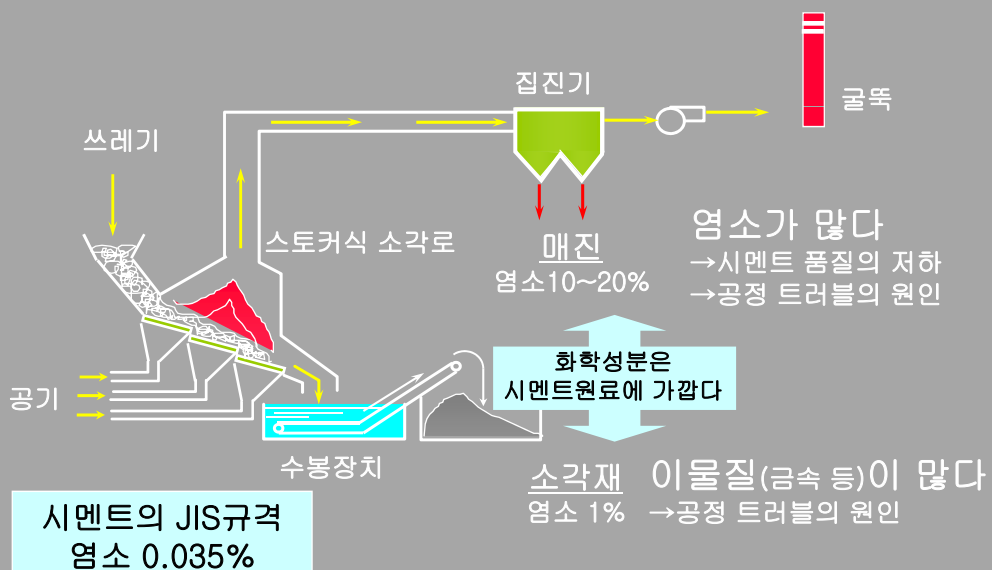 집진기
굴뚝
쓰레기
스토커식 소각로
매진
염소10~20%
염소가 많다
→시멘트 품질의 저하
→공정 트러블의 원인
화학성분은
시멘트원료에 가깝다
공기
수봉장치
소각재
염소 1%
이물질(금속 등)이 많다
→공정 트러블의 원인
시멘트의 JIS규격
염소 0.035%